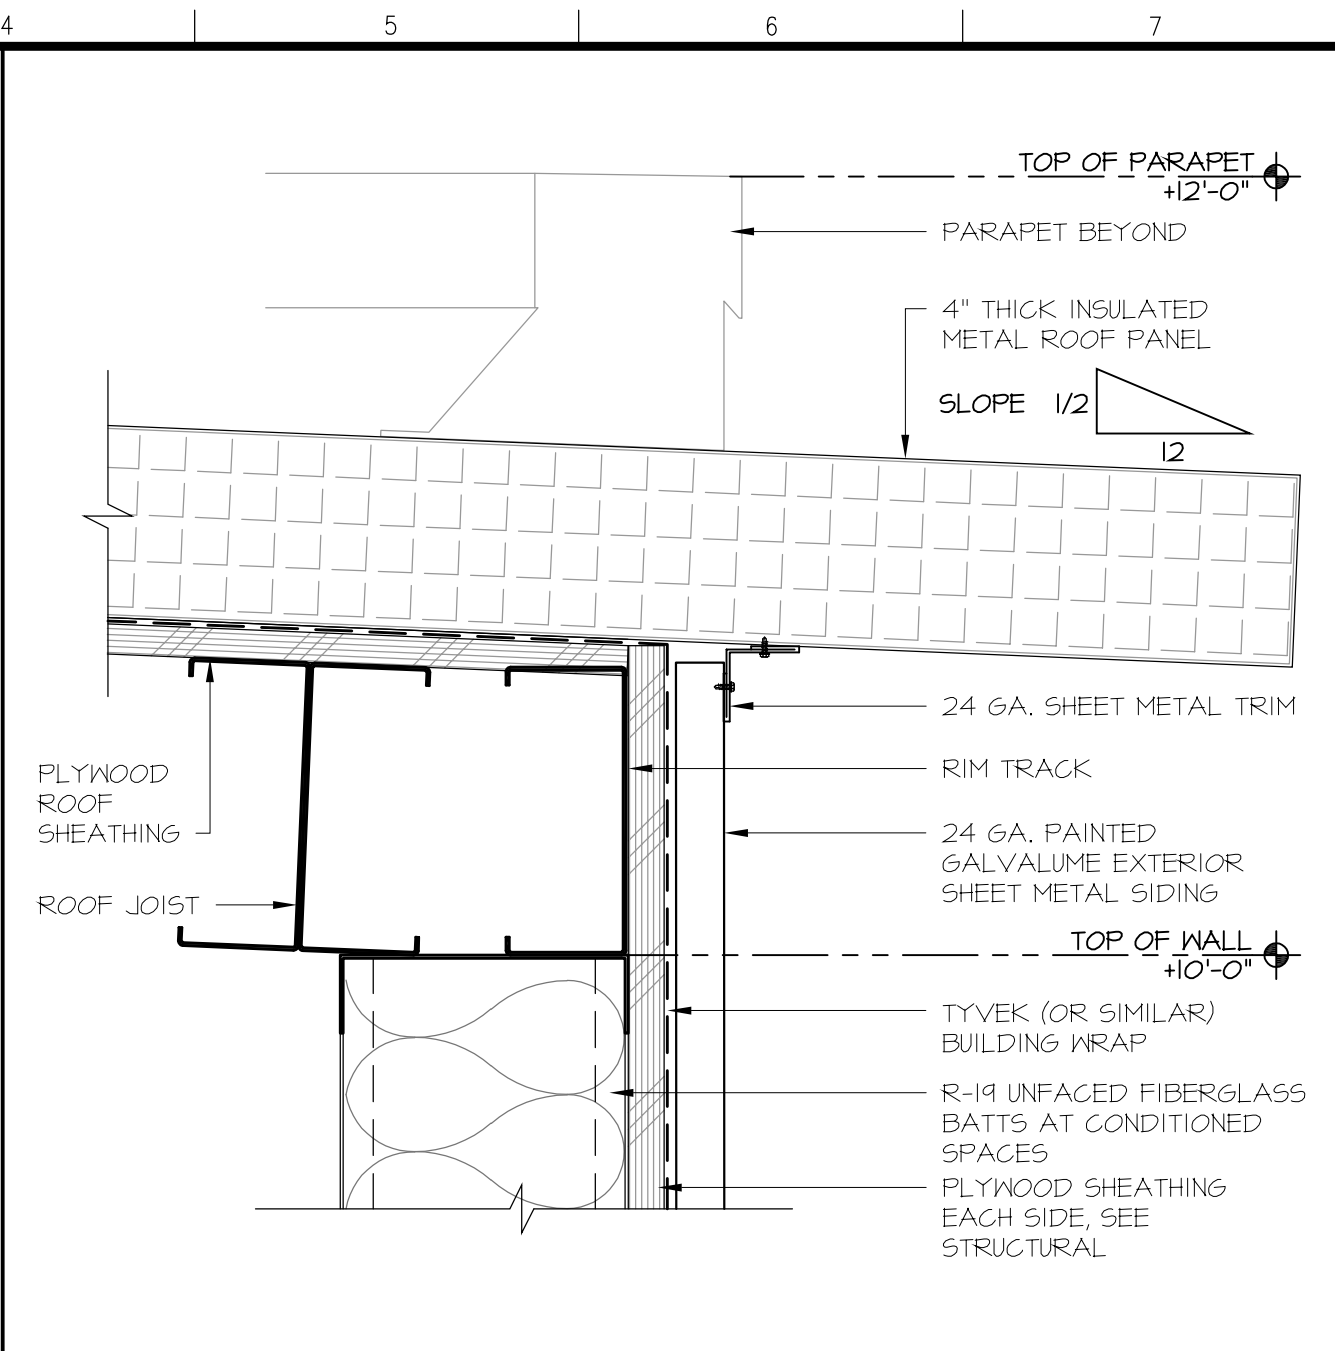 4
5
6
7
TOP OF PARAPET
+12'-0"
PARAPET BEYOND
4" THICK INSULATED
METAL ROOF PANEL
SLOPE 1/2
12
24 GA. SHEET METAL TRIM
RIM TRACK
PLYWOOD
ROOF
SHEATHING
24 GA. PAINTED
GALVALUME EXTERIOR
SHEET METAL SIDING
ROOF JOIST
TOP OF WALL
+10'-0"
TYVEK (OR SIMILAR)
BUILDING WRAP
R-19 UNFACED FIBERGLASS
BATTS AT CONDITIONED
SPACES
PLYWOOD SHEATHING
EACH SIDE, SEE
STRUCTURAL